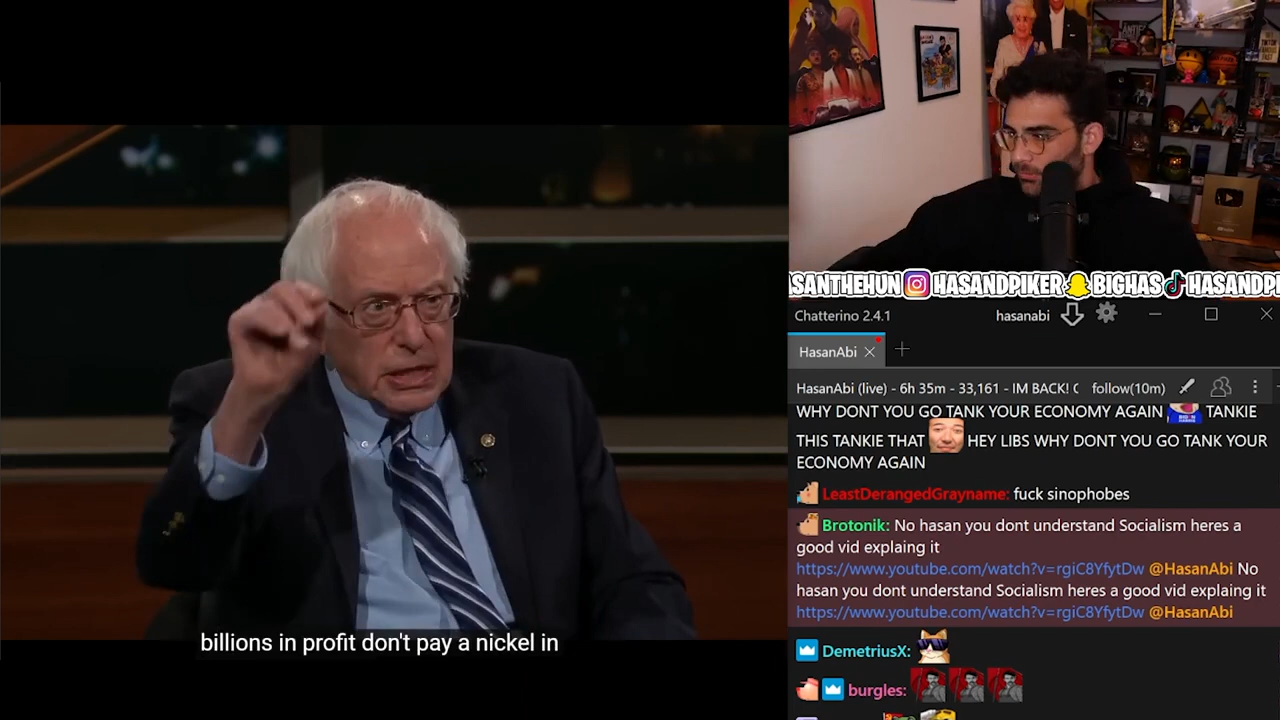 billions in profit don't pay a nickel in
SANTHEHUN HASANDPIKER BIGHAS HASANDPI
Chatterino 2.4.1 hasanabi
HasanAbi
HasanAbi (live) - 6h 35m - 33,161 - IM BACK! follow(10m)
WHY DONT YOU GO TANK YOUR ECONOMY AGAIN TANKIE
THIS TANKIE THAT HEY LIBS WHY DONT YOU GO TANK YOUR
ECONOMY AGAIN
LeastDerangedGrayname: fuck sinophobes
Brotonik: No hasan you dont understand Socialism heres a
good vid explaing it
https://www.youtube.com/watch?v=rgiC8YfytDw @HasanAbi No
hasan you dont understand Socialism heres a good vid explaing it
https://www.youtube.com/watch?v=rgiC8YfytDw @HasanAbi
DemetriusX:
burgles: